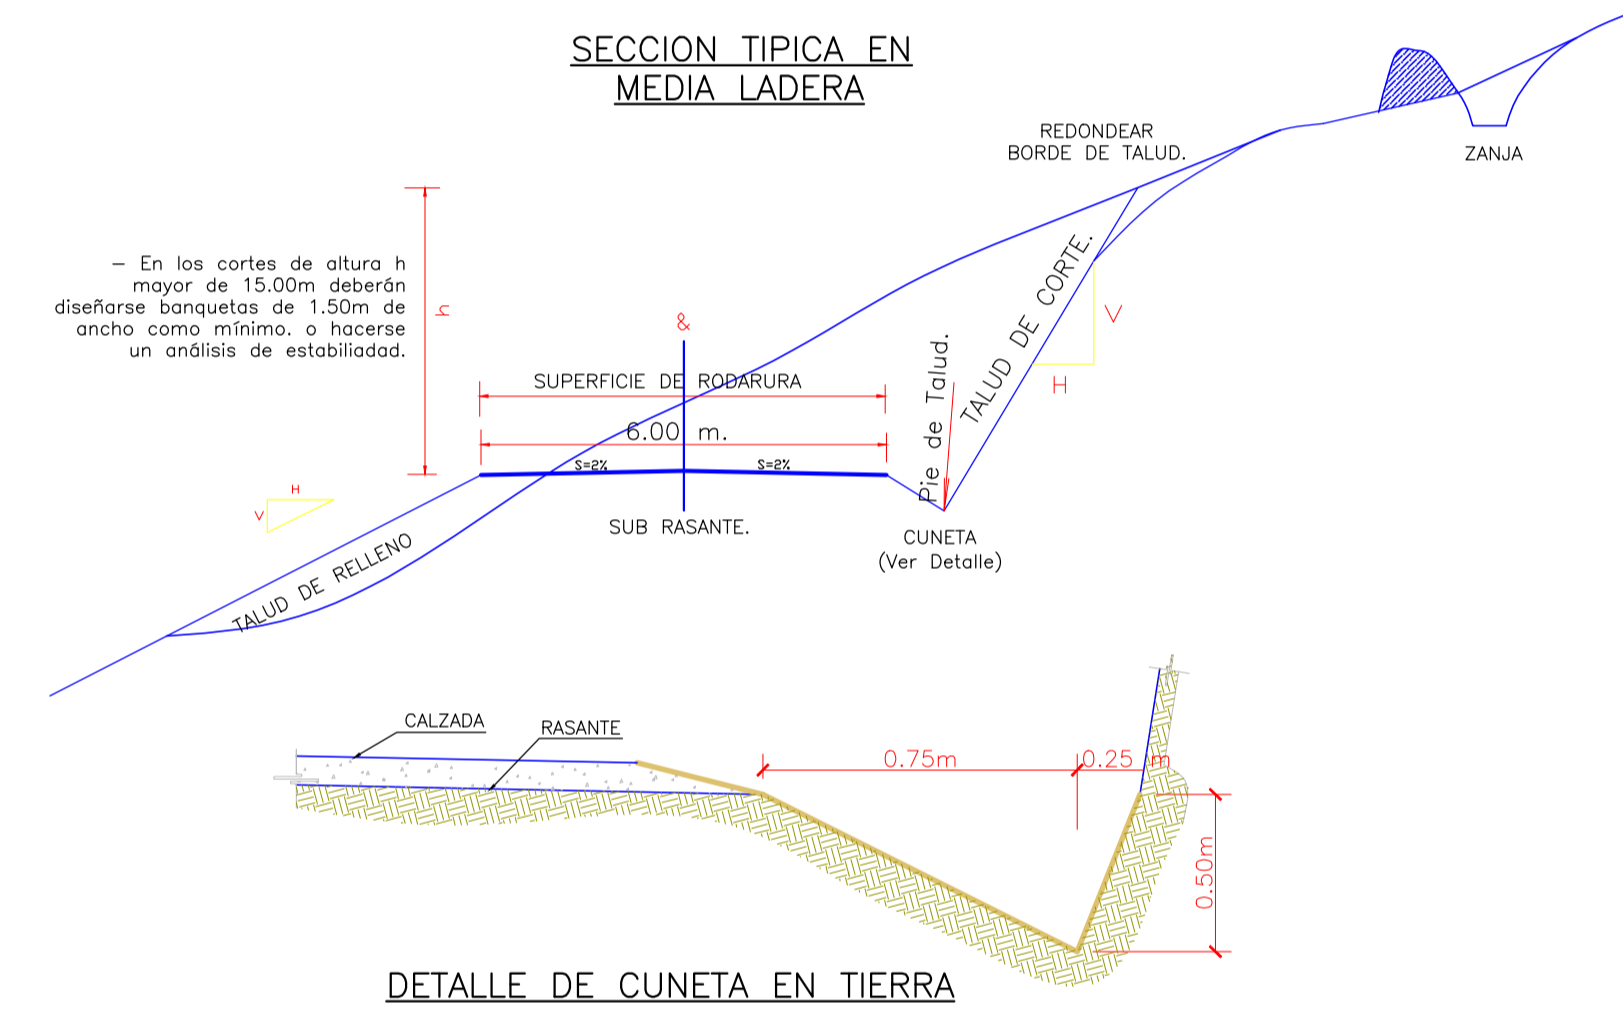 SECCION TIPICA EN
MEDIA LADERA
REDONDEAR
BORDE DE TALUD.
ZANJA
– En los cortes de altura h
mayor de 15.00m deberán
diseñarse banquetas de 1.50m de
ancho como mínimo. o hacerse
un análisis de estabiliadad.
h
&
SUPERFICIE DE RODARURA
6.00 m.
S=2%
S=2%
SUB RASANTE.
Pie de Talud.
TALUD DE CORTE.
V
H
CUNETA
(Ver Detalle)
H
V
TALUD DE RELLENO
CALZADA
RASANTE
0.75m
0.25 m
0.50m
DETALLE DE CUNETA EN TIERRA